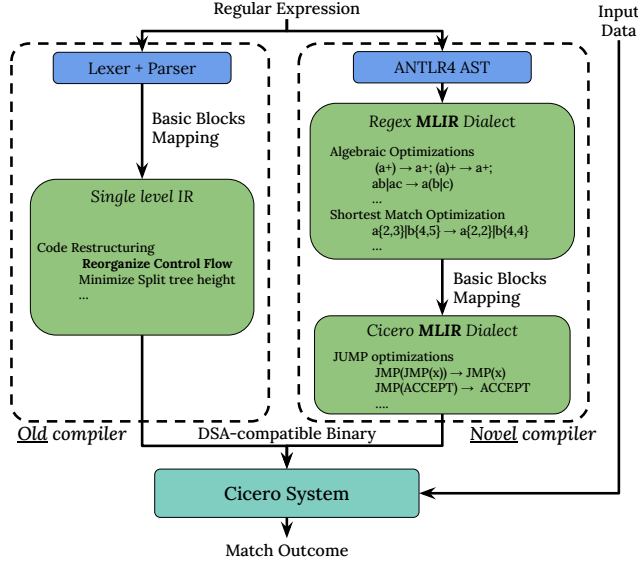 Regular Expression
Input
Data
Lexer + Parser
Basic Blocks
Mapping
Single level IR
Code Restructuring
Reorganize Control Flow
Minimize Split tree height
...
Old compiler
ANTLR4 AST
Regex MLIR Dialect
Algebraic Optimizations
(a+) → a+; (a)+ → a+;
ab|ac → a(b|c)
...
Shortest Match Optimization
a{2,3}|b{4,5} → a{2,2}|b{4,4}
...
Basic Blocks
Mapping
Cicero MLIR Dialect
JUMP optimizations
JMP(JMP(x)) → JMP(x)
JMP(ACCEPT) → ACCEPT
....
Novel compiler
DSA-compatible Binary
Cicero System
Match Outcome